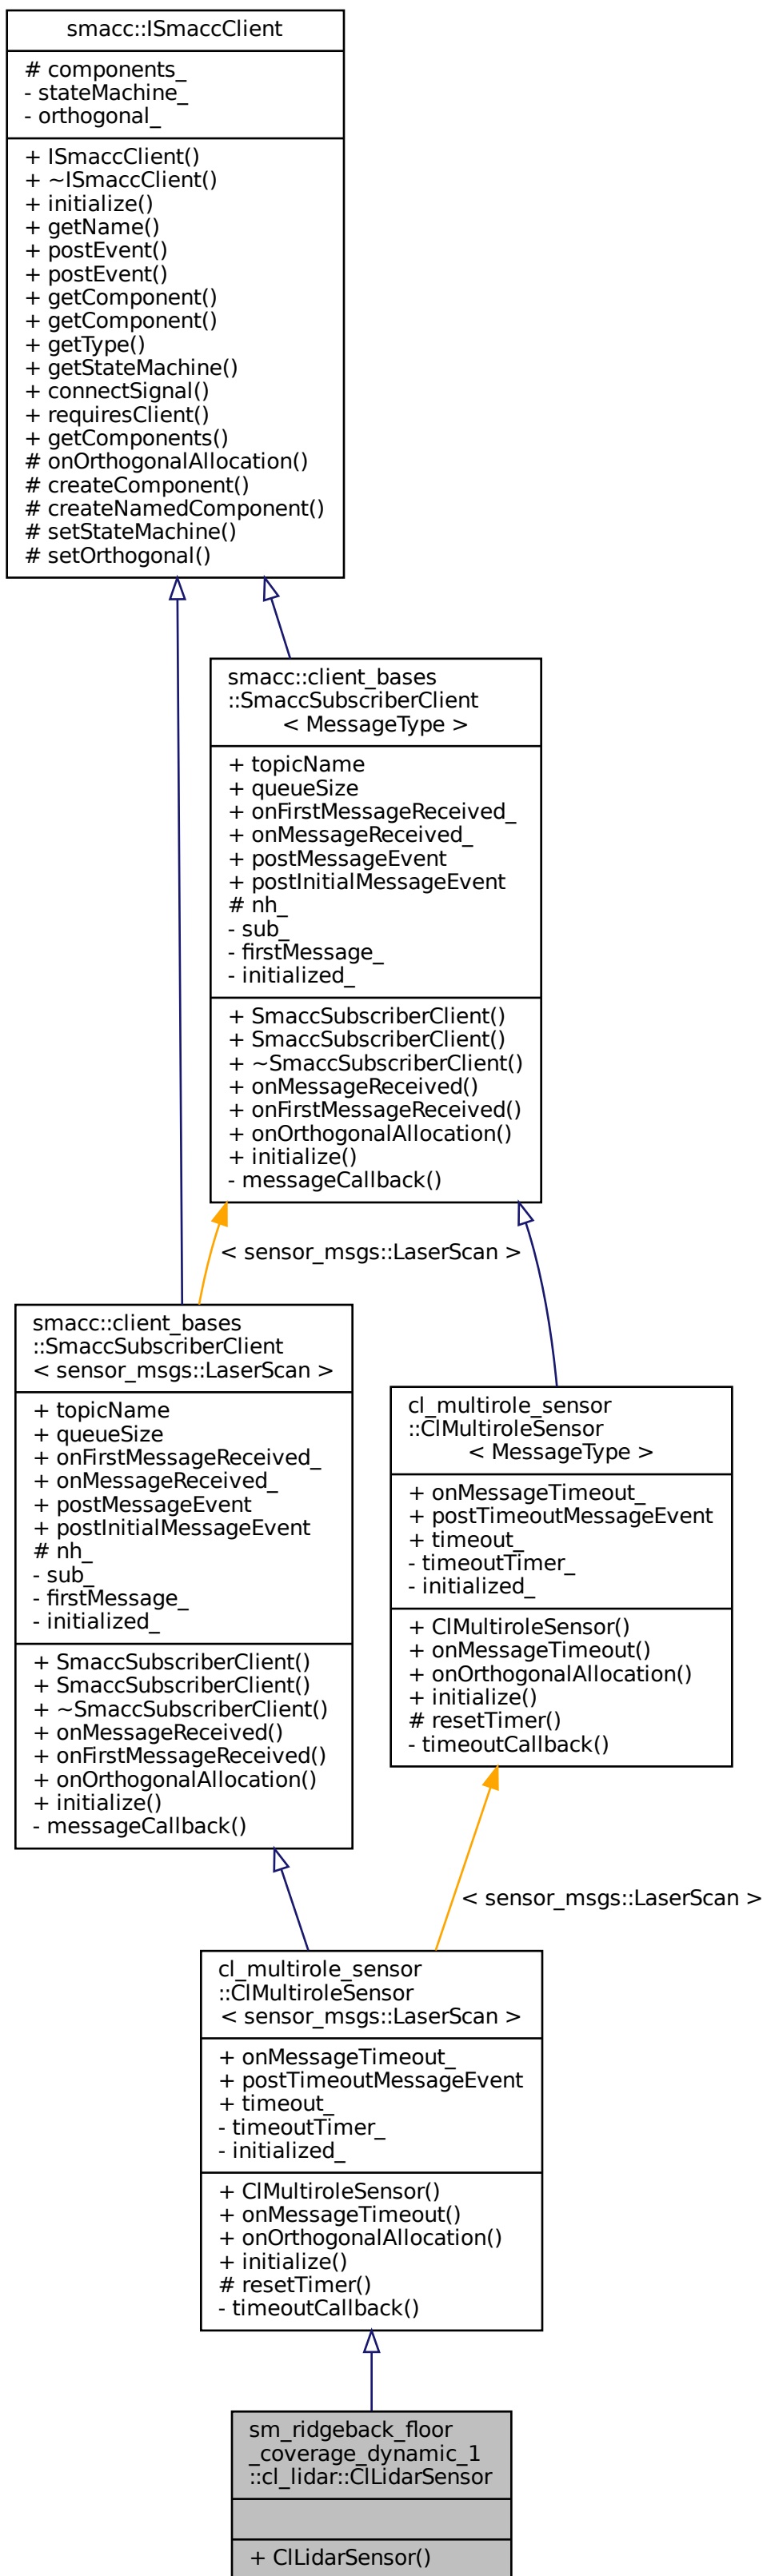 smacc::ISmaccClient
# components_
- stateMachine_
- orthogonal_
+ ISmaccClient()
+ ~ISmaccClient()
+ initialize()
+ getName()
+ postEvent()
+ postEvent()
+ getComponent()
+ getComponent()
+ getType()
+ getStateMachine()
+ connectSignal()
+ requiresClient()
+ getComponents()
# onOrthogonalAllocation()
# createComponent()
# createNamedComponent()
# setStateMachine()
# setOrthogonal()
smacc::client_bases
::SmaccSubscriberClient
< MessageType >
+ topicName
+ queueSize
+ onFirstMessageReceived_
+ onMessageReceived_
+ postMessageEvent
+ postInitialMessageEvent
# nh_
- sub_
- firstMessage_
- initialized_
+ SmaccSubscriberClient()
+ SmaccSubscriberClient()
+ ~SmaccSubscriberClient()
+ onMessageReceived()
+ onFirstMessageReceived()
+ onOrthogonalAllocation()
+ initialize()
- messageCallback()
< sensor_msgs::LaserScan >
smacc::client_bases
::SmaccSubscriberClient
< sensor_msgs::LaserScan >
+ topicName
+ queueSize
+ onFirstMessageReceived_
+ onMessageReceived_
+ postMessageEvent
+ postInitialMessageEvent
# nh_
- sub_
- firstMessage_
- initialized_
+ SmaccSubscriberClient()
+ SmaccSubscriberClient()
+ ~SmaccSubscriberClient()
+ onMessageReceived()
+ onFirstMessageReceived()
+ onOrthogonalAllocation()
+ initialize()
- messageCallback()
cl_multirole_sensor
::ClMultiroleSensor
< MessageType >
+ onMessageTimeout_
+ postTimeoutMessageEvent
+ timeout_
- timeoutTimer_
- initialized_
+ ClMultiroleSensor()
+ onMessageTimeout()
+ onOrthogonalAllocation()
+ initialize()
# resetTimer()
- timeoutCallback()
< sensor_msgs::LaserScan >
cl_multirole_sensor
::ClMultiroleSensor
< sensor_msgs::LaserScan >
+ onMessageTimeout_
+ postTimeoutMessageEvent
+ timeout_
- timeoutTimer_
- initialized_
+ ClMultiroleSensor()
+ onMessageTimeout()
+ onOrthogonalAllocation()
+ initialize()
# resetTimer()
- timeoutCallback()
sm_ridgeback_floor
_coverage_dynamic_1
::cl_lidar::ClLidarSensor
+ ClLidarSensor()